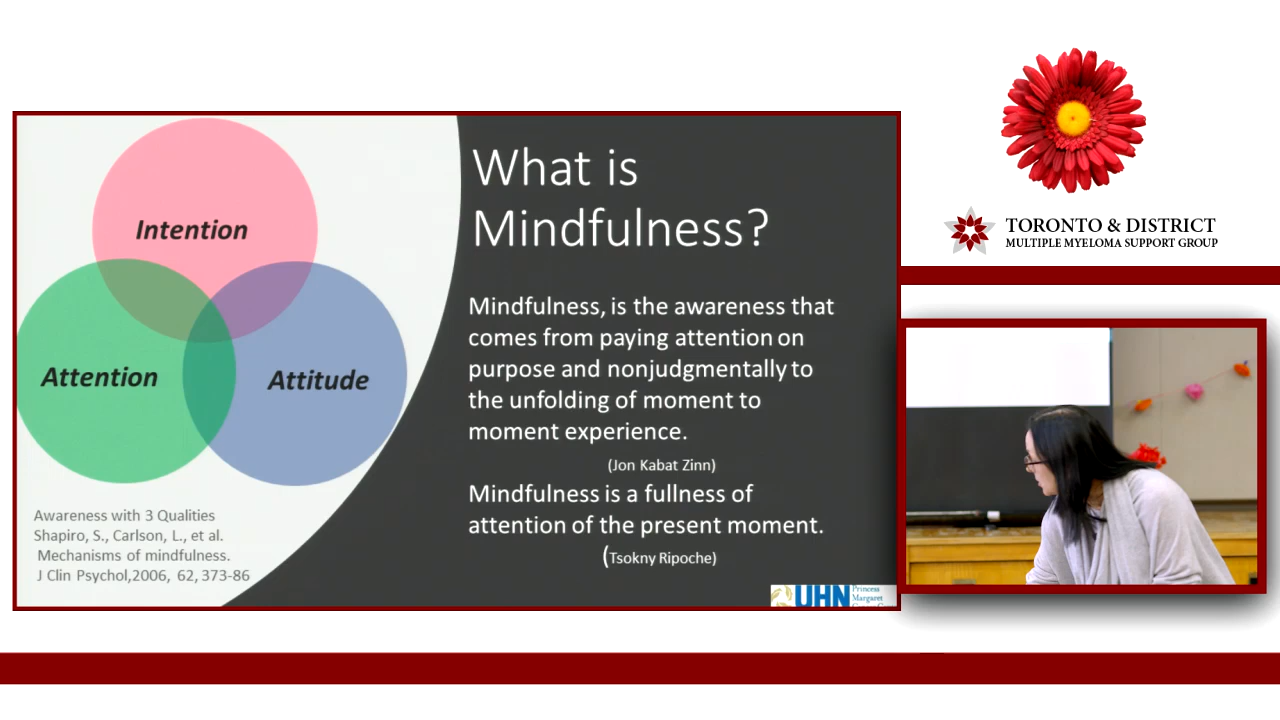 Intention
Attention
Attitude
Awareness with 3 Qualities
Shapiro, S., Carlson, L., et al.
Mechanisms of mindfulness.
J Clin Psychol,2006, 62, 373-86
What is
Mindfulness?
Mindfulness, is the awareness that
comes from paying attention on
purpose and nonjudgmentally to
the unfolding of moment to
moment experience.
(Jon Kabat Zinn)
Mindfulness is a fullness of
attention of the present moment.
(Tsokny Ripoche)
UHN
Princess
Margaret
TORONTO & DISTRICT
MULTIPLE MYELOMA SUPPORT GROUP